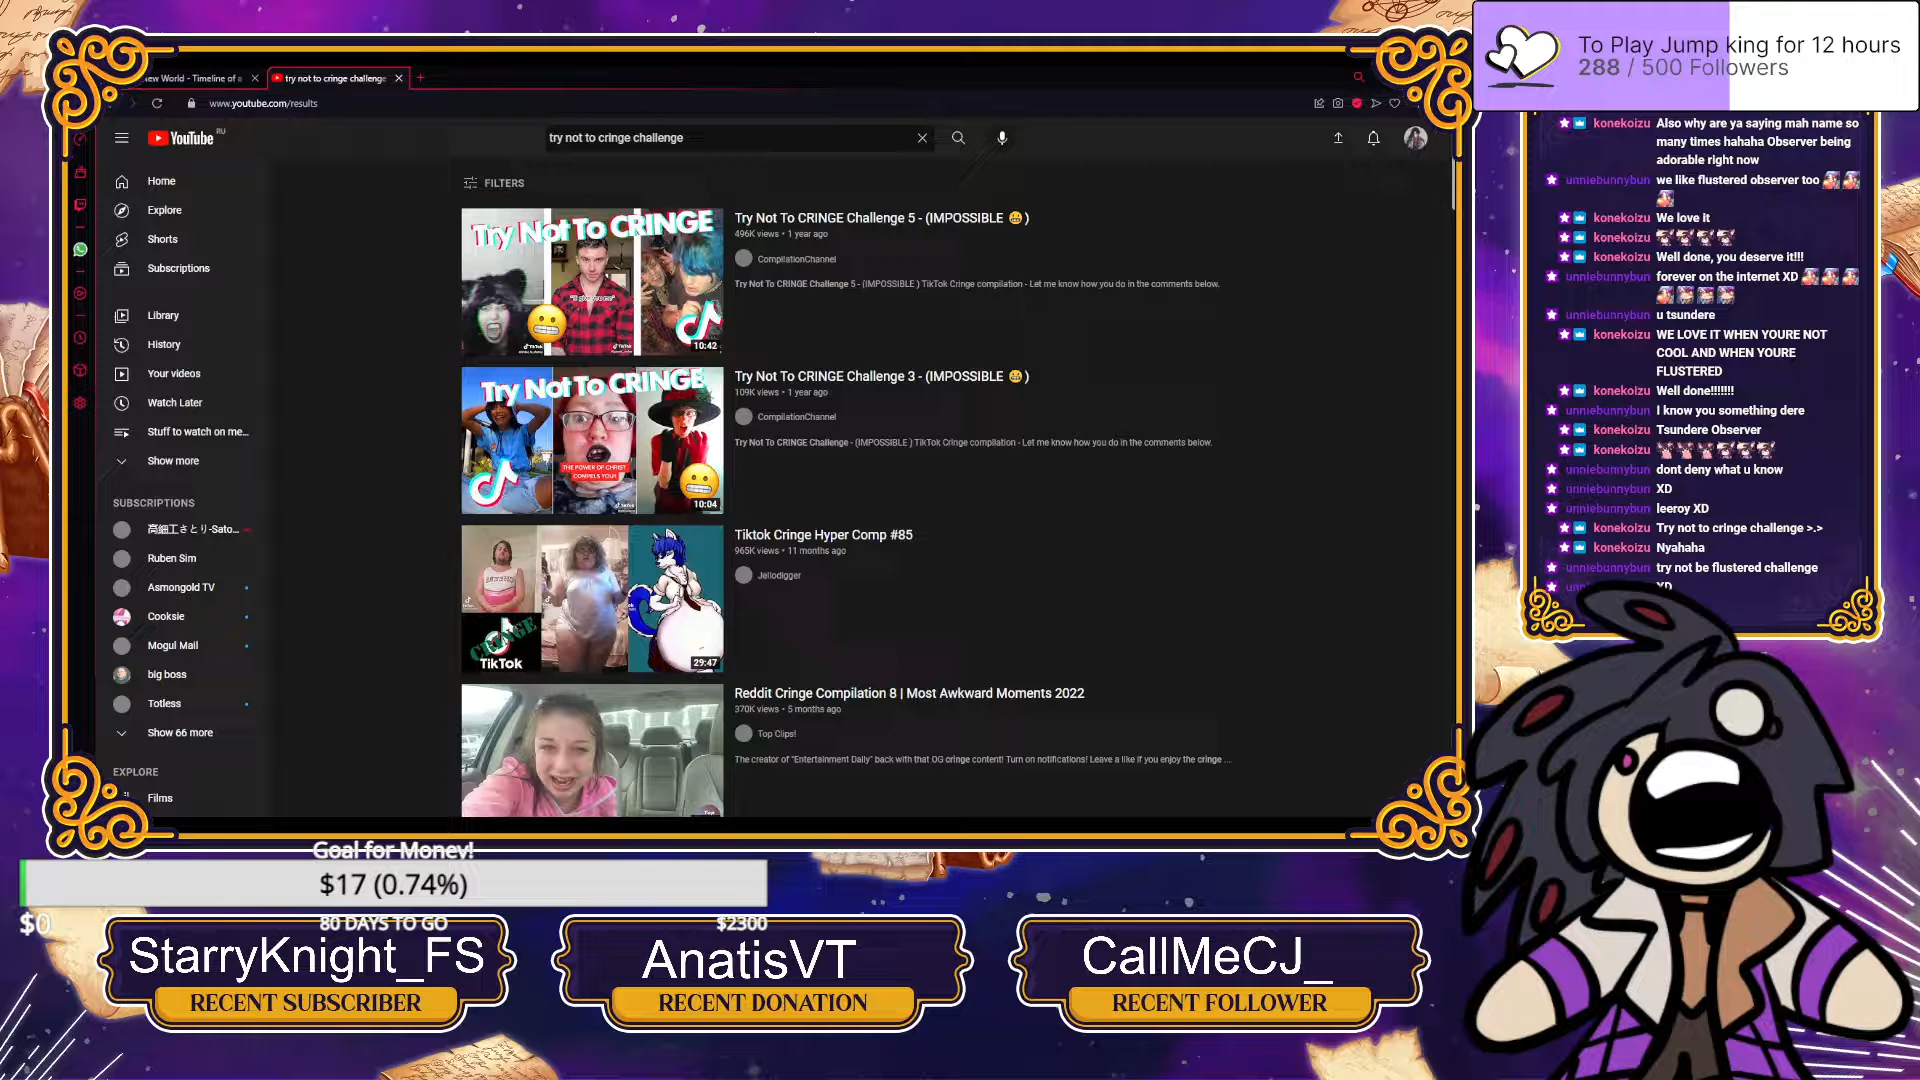 To Play Jump king for 12 hours
288 / 500 Followers
New World - Timeline of a
try not to cringe challenge
www.youtube.com/results
YouTube RU
try not to cringe challenge
Home
Explore
Shorts
Subscriptions
Library
History
Your videos
Watch Later
Stuff to watch on me...
Show more
SUBSCRIPTIONS
高細工さとり-Sato...
Ruben Sim
Asmongold TV
Cooksie
Mogul Mail
big boss
Totless
Show 66 more
EXPLORE
Films
FILTERS
Try Not To CRINGE
10:42
Try Not To CRINGE Challenge 5 - (IMPOSSIBLE 😬)
496K views • 1 year ago
CompilationChannel
Try Not To CRINGE Challenge 5 - (IMPOSSIBLE ) TikTok Cringe compilation - Let me know how you do in the comments below.
Try Not To CRINGE
THE POWER OF CHRIST
COMPELS YOU!!
10:04
Try Not To CRINGE Challenge 3 - (IMPOSSIBLE 😬)
109K views • 1 year ago
CompilationChannel
Try Not To CRINGE Challenge - (IMPOSSIBLE ) TikTok Cringe compilation - Let me know how you do in the comments below.
CRINGE
TikTok
29:47
Tiktok Cringe Hyper Comp #85
965K views • 11 months ago
Jellodigger
Reddit Cringe Compilation 8 | Most Awkward Moments 2022
370K views • 5 months ago
Top Clips!
The creator of "Entertainment Daily" back with that OG cringe content! Turn on notifications! Leave a like if you enjoy the cringe ...
konekoizu Also why are ya saying mah name so
many times hahaha Observer being
adorable right now
unniebunnybun we like flustered observer too
konekoizu We love it
konekoizu
konekoizu Well done, you deserve it!!!
unniebunnybun forever on the internet XD
unniebunnybun u tsundere
konekoizu WE LOVE IT WHEN YOURE NOT
COOL AND WHEN YOURE
FLUSTERED
konekoizu Well done!!!!!!!
unniebunnybun I know you something dere
konekoizu Tsundere Observer
konekoizu
unniebunnybun dont deny what u know
unniebunnybun XD
unniebunnybun leeroy XD
konekoizu Try not to cringe challenge >.>
konekoizu Nyahaha
unniebunnybun try not be flustered challenge
XD
Goal for Money!
$17 (0.74%)
$0
80 DAYS TO GO
$2300
StarryKnight_FS
RECENT SUBSCRIBER
AnatisVT
RECENT DONATION
CallMeCJ_
RECENT FOLLOWER